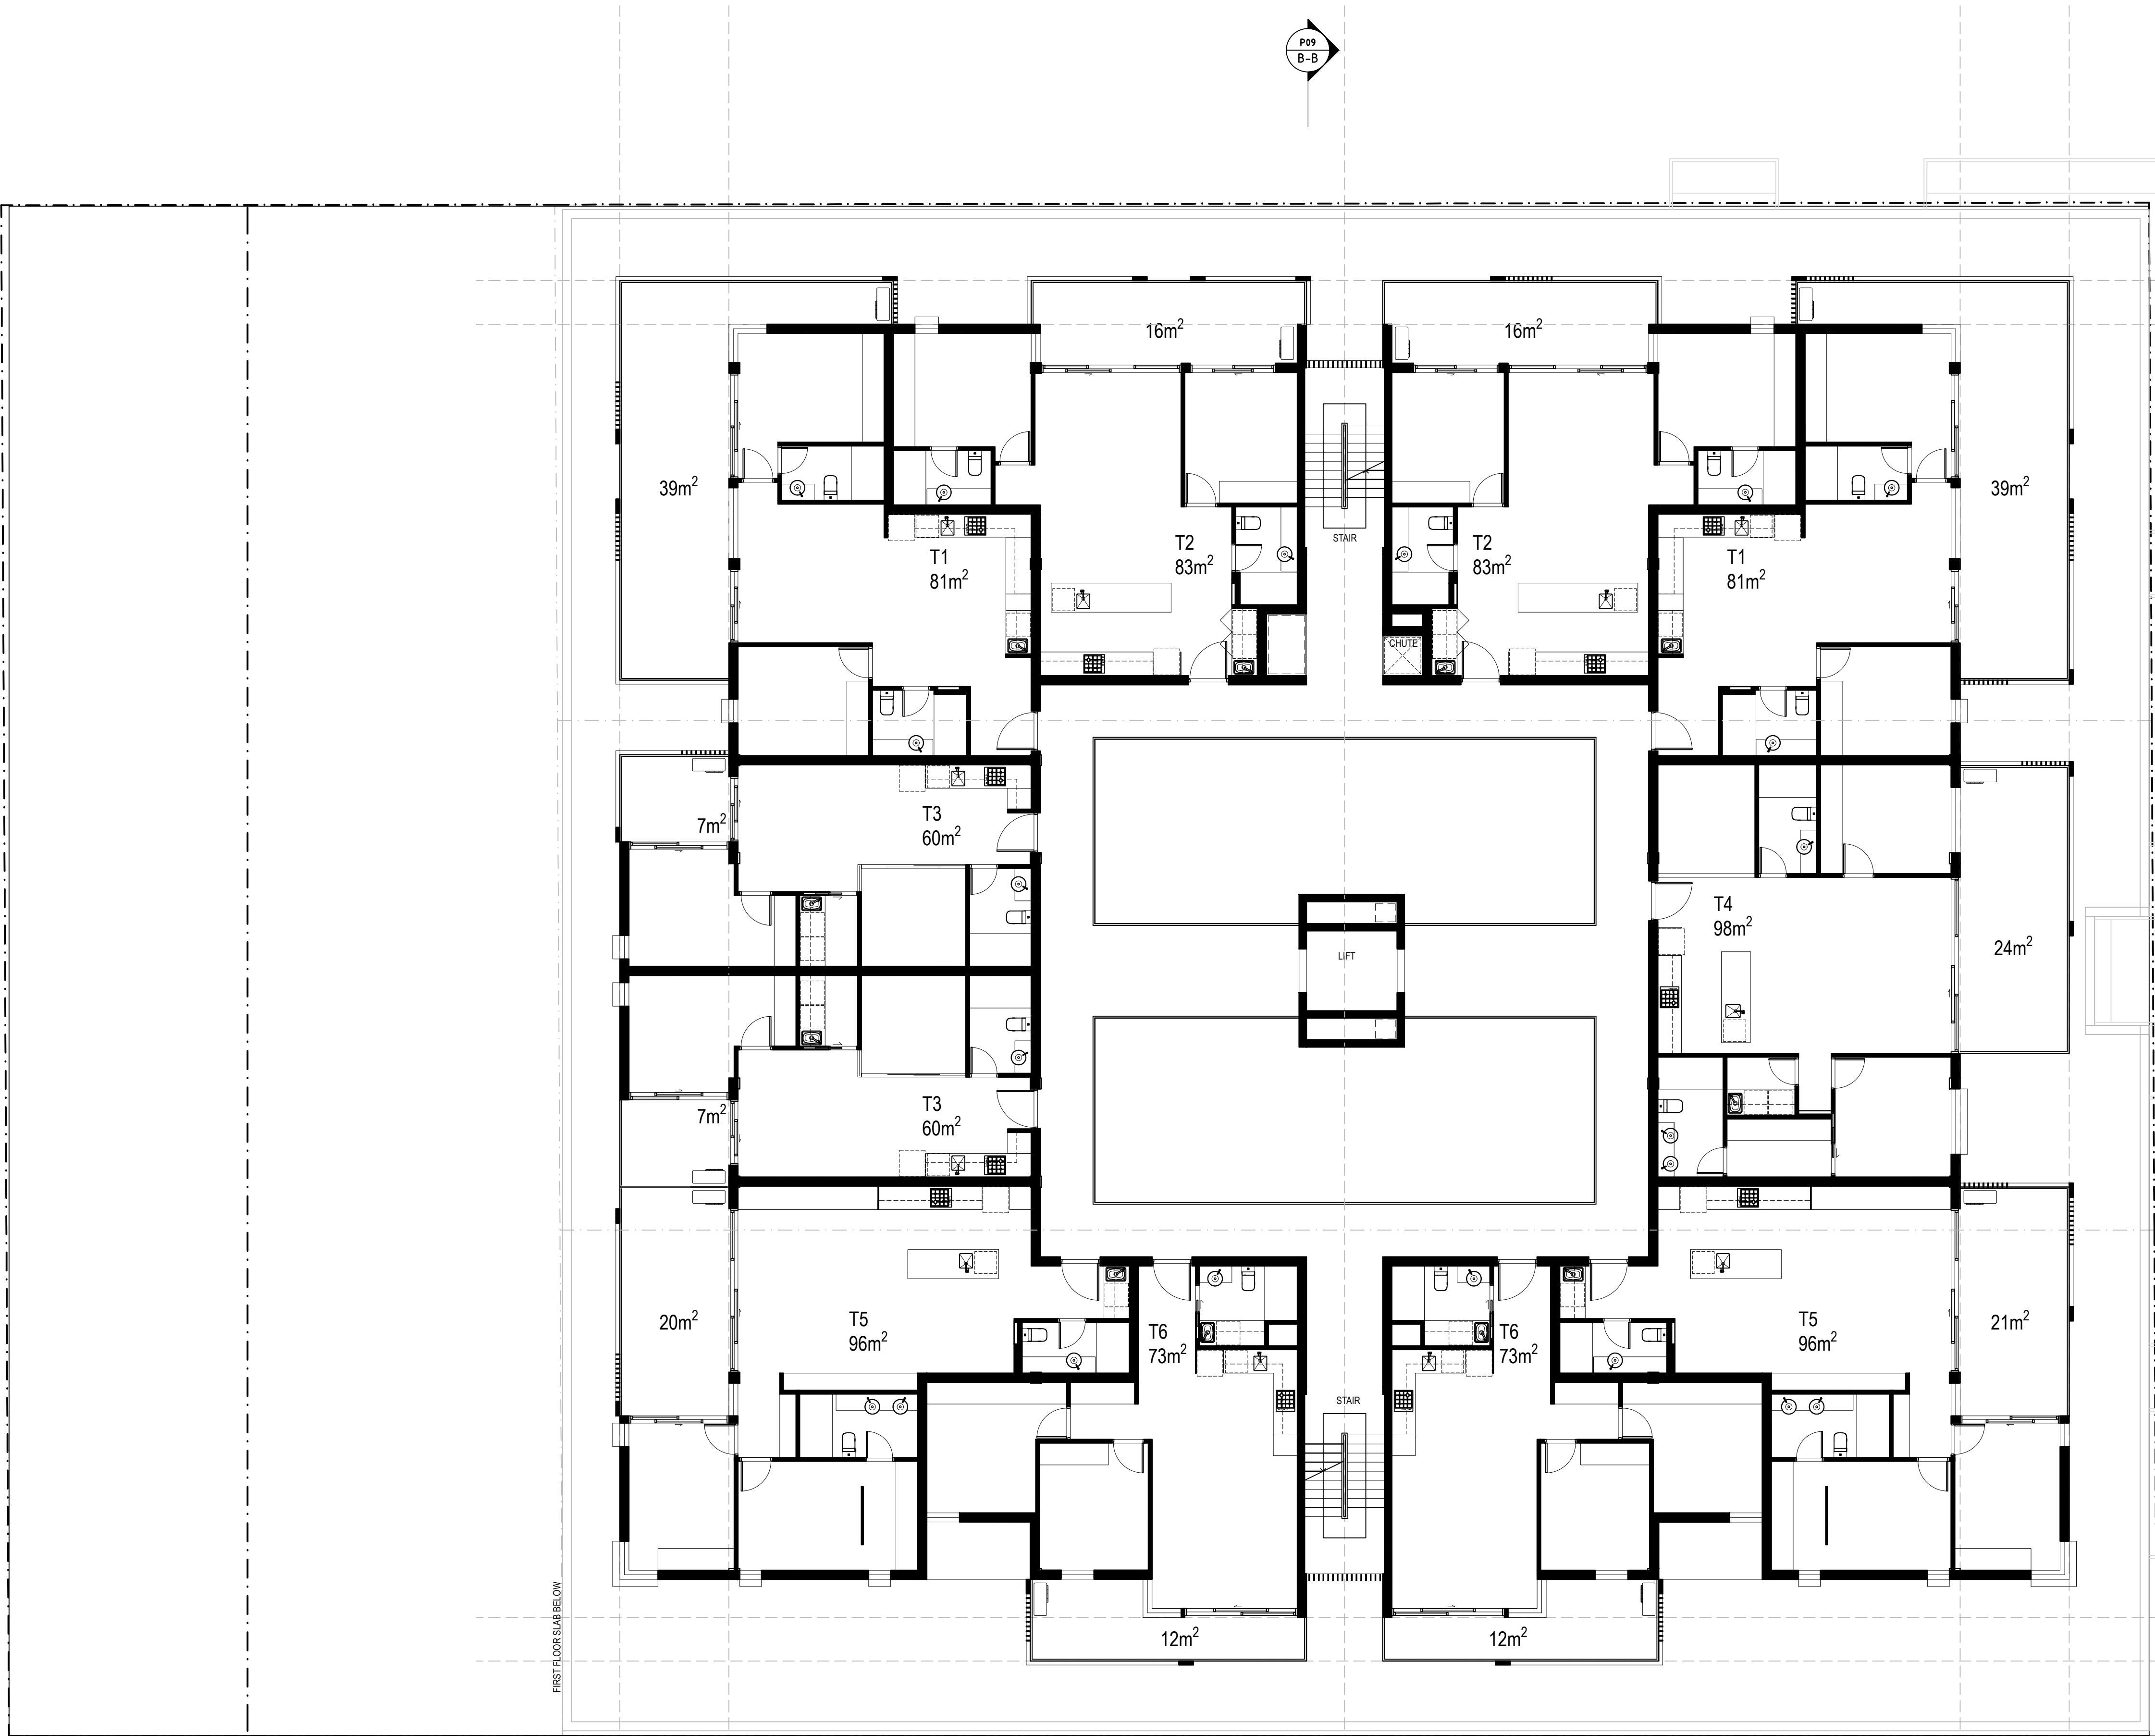 P09
B-B
16m²
16m²
39m²
39m²
STAIR
T1
81m²
T2
83m²
T2
83m²
T1
81m²
CHUTE
T3
60m²
7m²
T4
98m²
LIFT
24m²
T3
60m²
7m²
20m²
T5
96m²
T6
73m²
T6
73m²
T5
96m²
21m²
STAIR
12m²
12m²
FIRST FLOOR SLAB BELOW